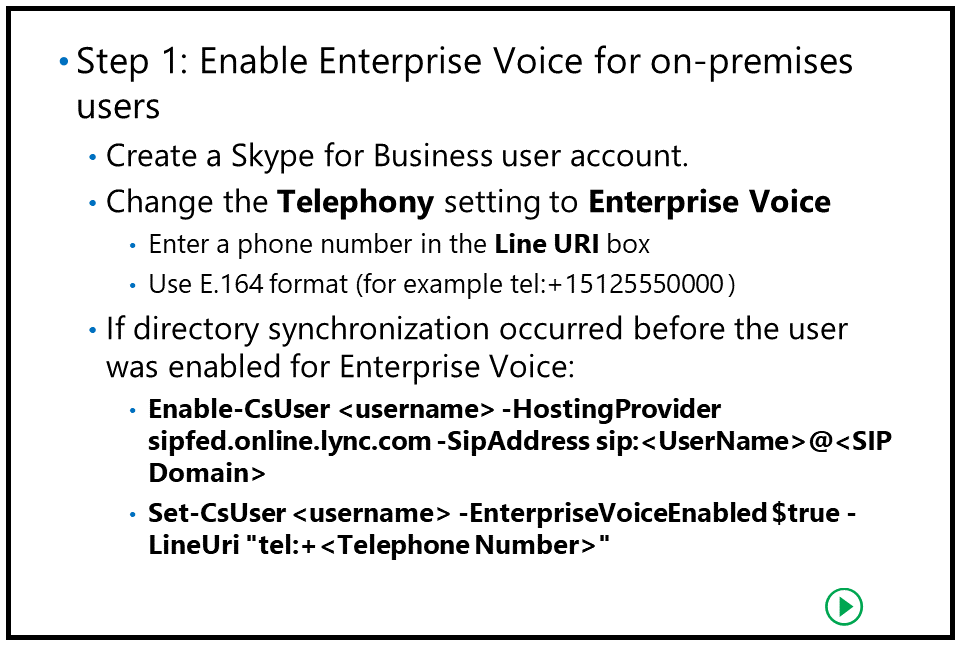 • Step 1: Enable Enterprise Voice for on-premises
users
• Create a Skype for Business user account.
• Change the Telephony setting to Enterprise Voice
• Enter a phone number in the Line URI box
• Use E.164 format (for example tel:+15125550000)
• If directory synchronization occurred before the user
was enabled for Enterprise Voice:
• Enable-CsUser <username> -HostingProvider
sipfed.online.lync.com -SipAddress sip:<UserName>@<SIP
Domain>
• Set-CsUser <username> -EnterpriseVoiceEnabled $true -
LineUri "tel:+<Telephone Number>"